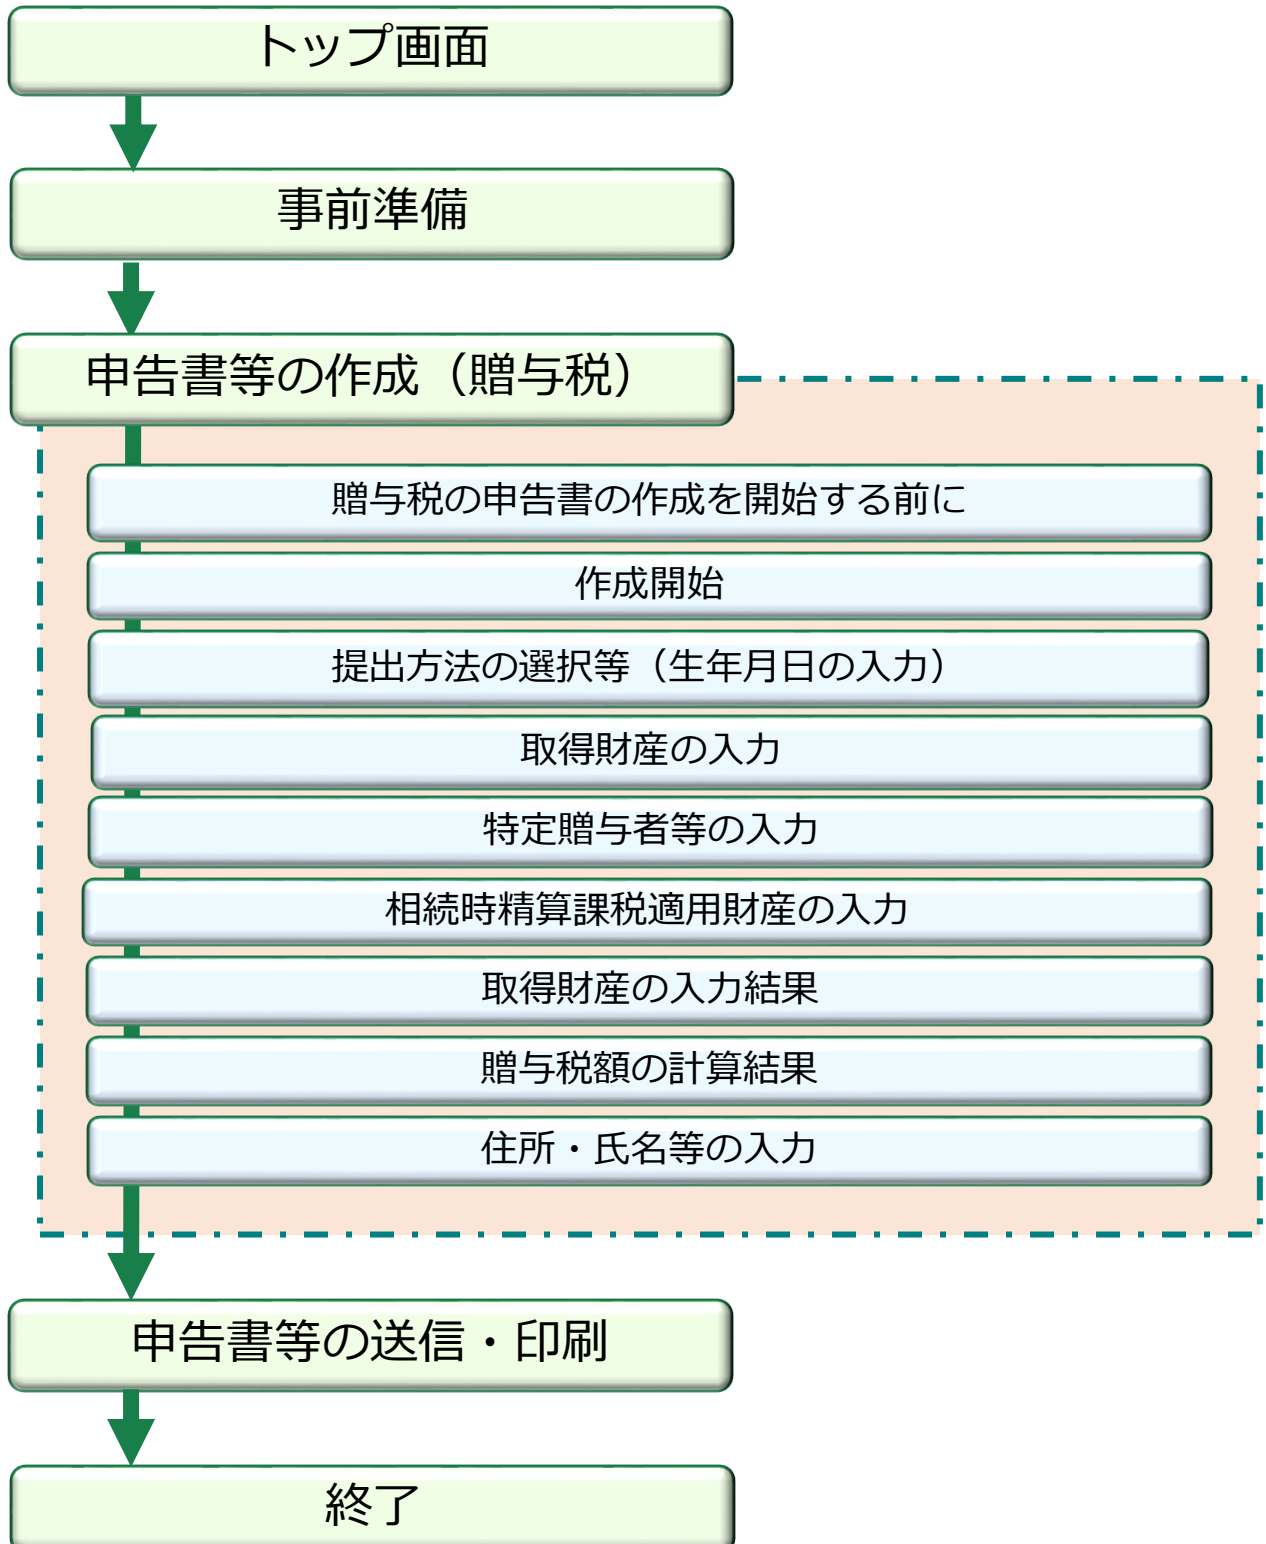 トップ画面
事前準備
申告書等の作成（贈与税）
贈与税の申告書の作成を開始する前に
作成開始
提出方法の選択等（生年月日の入力）
取得財産の入力
特定贈与者等の入力
相続時精算課税適用財産の入力
取得財産の入力結果
贈与税額の計算結果
住所・氏名等の入力
申告書等の送信・印刷
終了